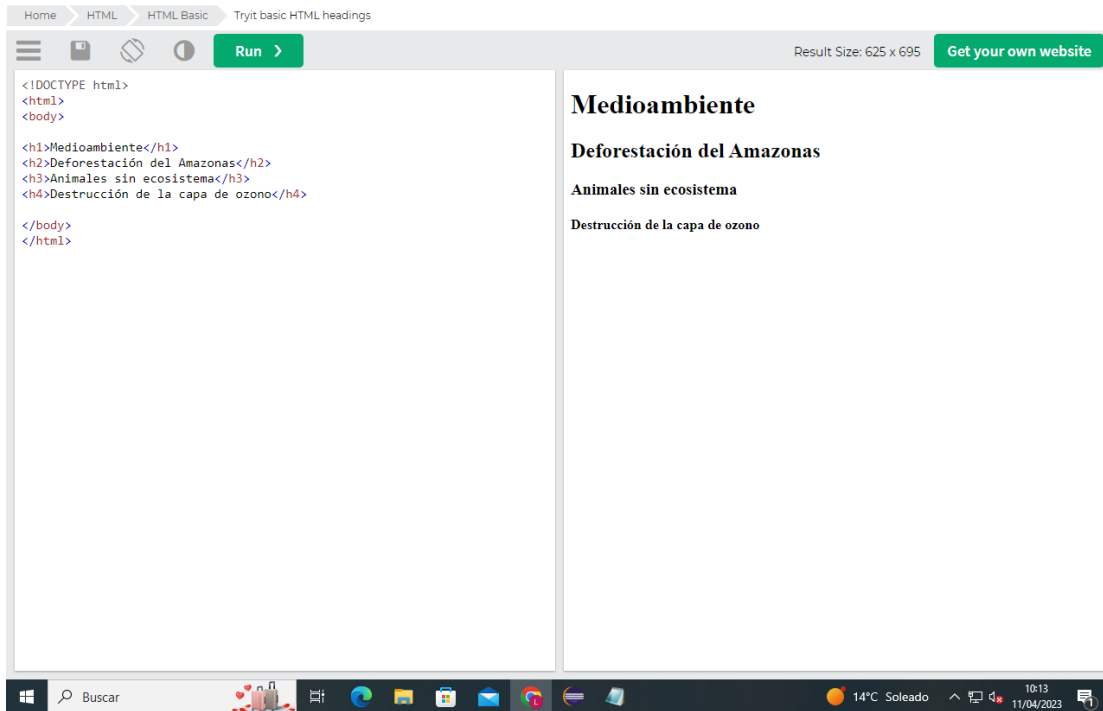 Home HTML HTML Basic Tryit basic HTML headings
Run ❯ Result Size: 625 x 695 Get your own website
<!DOCTYPE html>
<html>
<body>
<h1>Medioambiente</h1>
<h2>Deforestación del Amazonas</h2>
<h3>Animales sin ecosistema</h3>
<h4>Destrucción de la capa de ozono</h4>
</body>
</html>
Medioambiente
Deforestación del Amazonas
Animales sin ecosistema
Destrucción de la capa de ozono
Buscar 14°C Soleado 10:13
11/04/2023 1